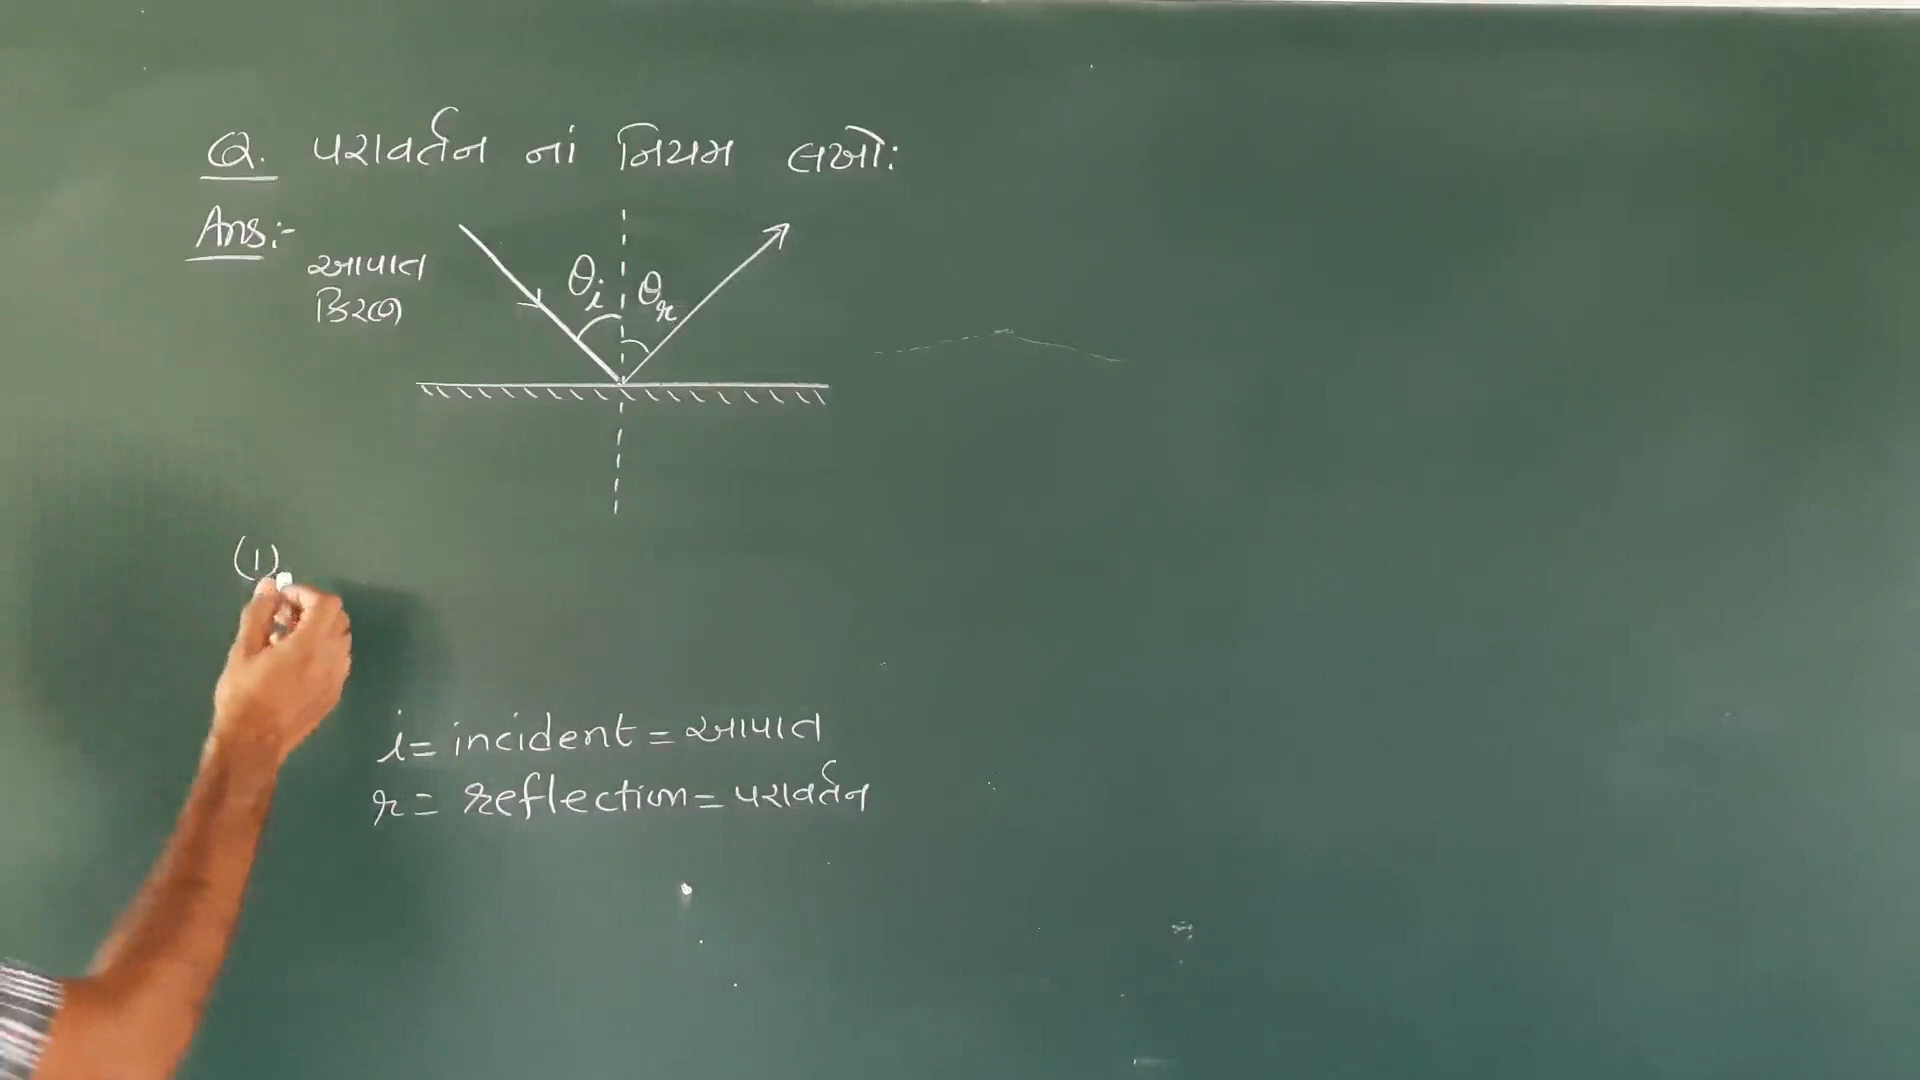 Q. પરાવર્તન નાં નિયમ લખો:
Ans:-
આપાત
કિરણ
θi θr
(1)
i = incident = આપાત
r = reflection = પરાવર્તન